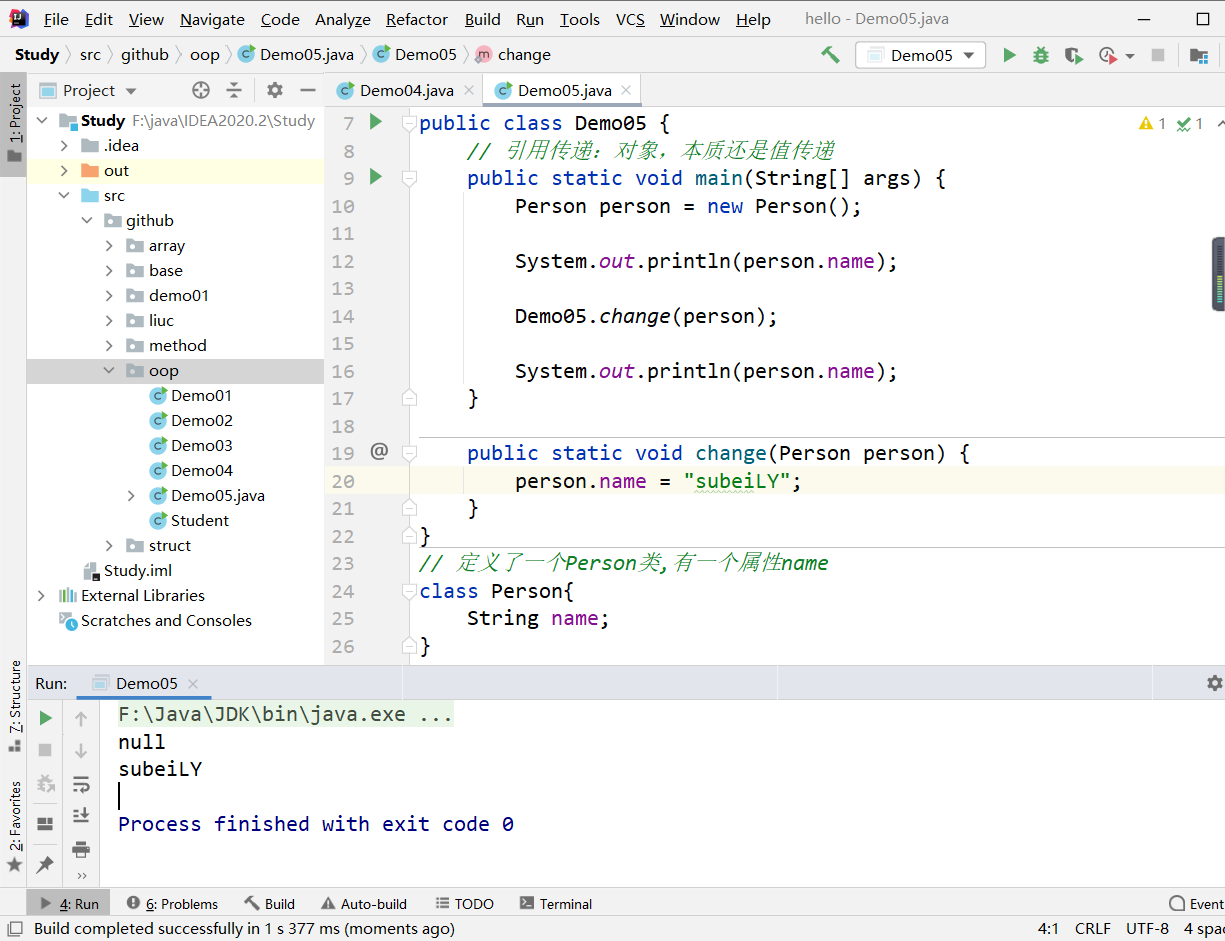 File Edit View Navigate Code Analyze Refactor Build Run Tools VCS Window Help hello - Demo05.java
Study src github oop Demo05.java Demo05 change Demo05
1: Project
Project
Demo04.java Demo05.java
Study F:\java\IDEA2020.2\Study
.idea
out
src
github
array
base
demo01
liuc
method
oop
Demo01
Demo02
Demo03
Demo04
Demo05.java
Student
struct
Study.iml
External Libraries
Scratches and Consoles
1 1
7 public class Demo05 {
8 // 引用传递：对象，本质还是值传递
9 public static void main(String[] args) {
10 Person person = new Person();
11
12 System.out.println(person.name);
13
14 Demo05.change(person);
15
16 System.out.println(person.name);
17 }
18
19 @ public static void change(Person person) {
20 person.name = "subeiLY";
21 }
22 }
23 // 定义了一个Person类,有一个属性name
24 class Person{
25 String name;
26 }
Run: Demo05
F:\Java\JDK\bin\java.exe ...
null
subeiLY
Process finished with exit code 0
7: Structure
2: Favorites
4: Run 6: Problems Build Auto-build TODO Terminal Event
Build completed successfully in 1 s 377 ms (moments ago) 4:1 CRLF UTF-8 4 spac